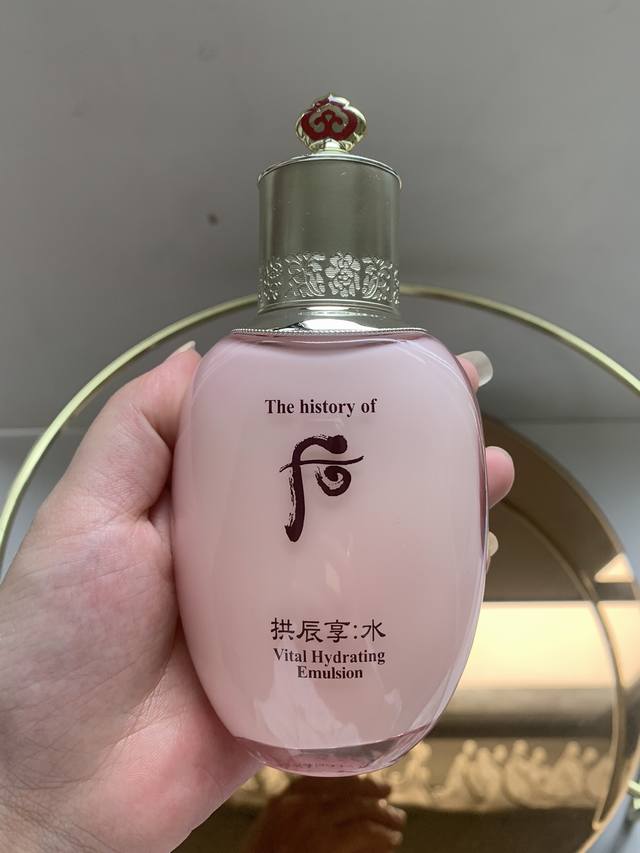 The history of
后
拱辰享:水
Vital Hydrating
Emulsion